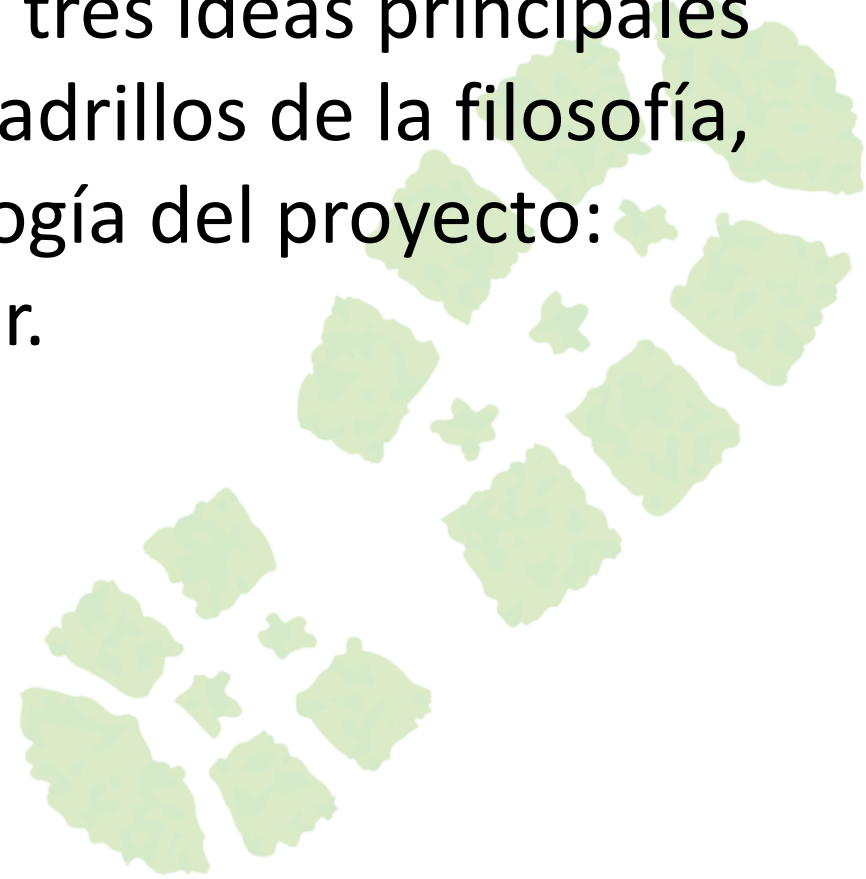 tres ideas principales
adrillos de la filosofía,
ogía del proyecto:
r.